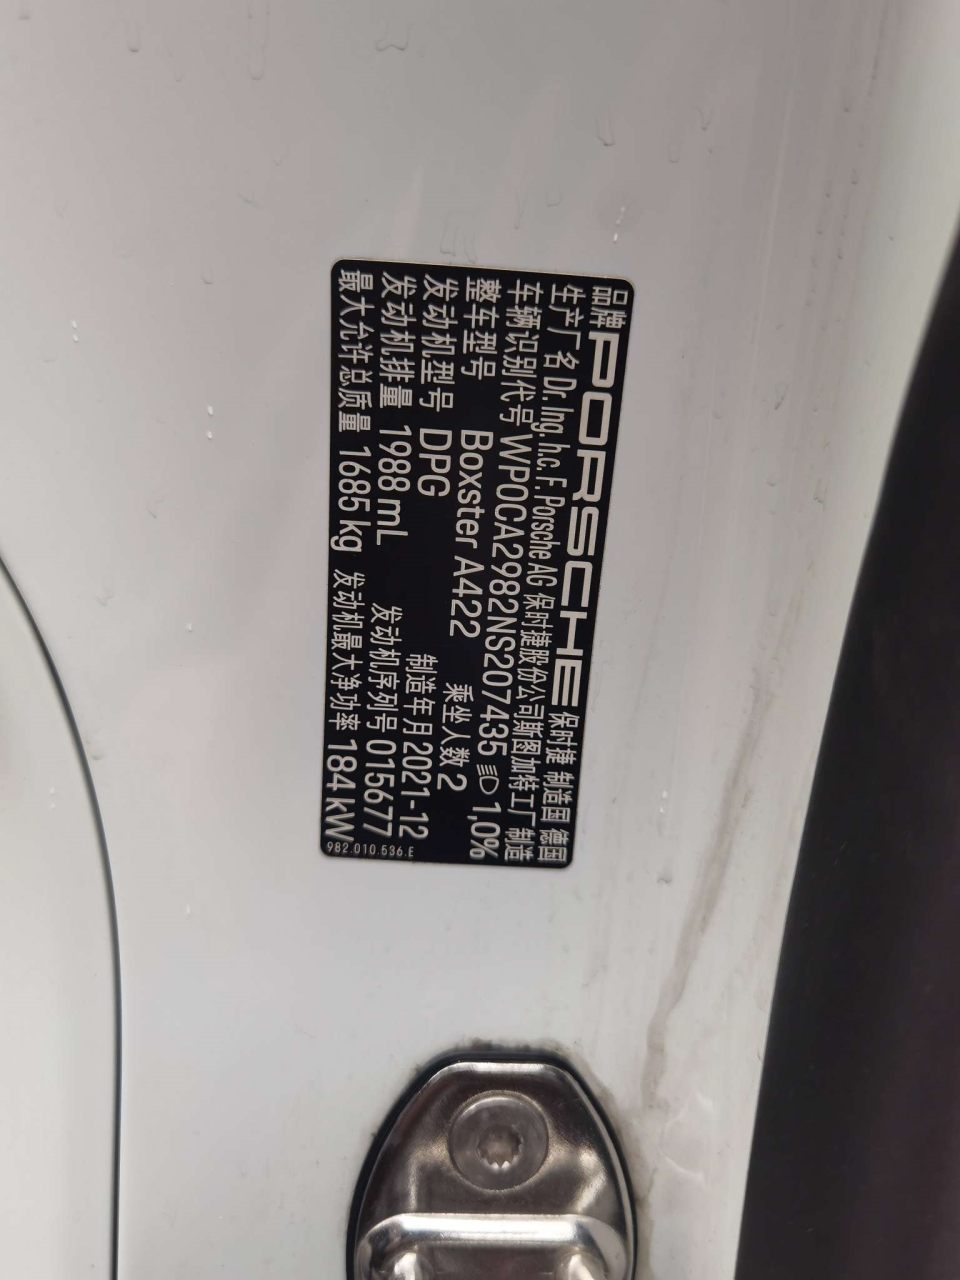 品牌 PORSCHE 保时捷 制造国 德国
生产厂名 Dr. Ing. h.c. F. Porsche AG 保时捷股份公司斯图加特工厂制造
车辆识别代号 WP0CA2982NS207435 1,0%
整车型号 Boxster A422 乘坐人数 2
发动机型号 DPG 制造年月 2021-12
发动机排量 1988 mL 发动机序列号 015677
最大允许总质量 1685 kg 发动机最大净功率 184 kW
982.010.536.E